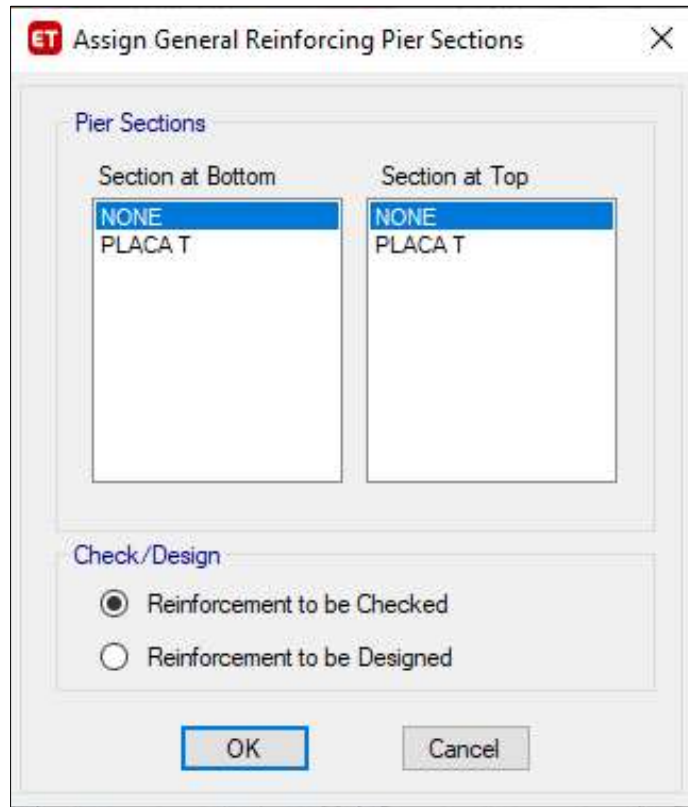 ET Assign General Reinforcing Pier Sections
Pier Sections
Section at Bottom
Section at Top
NONE
PLACA T
NONE
PLACA T
Check/Design
Reinforcement to be Checked
Reinforcement to be Designed
OK
Cancel